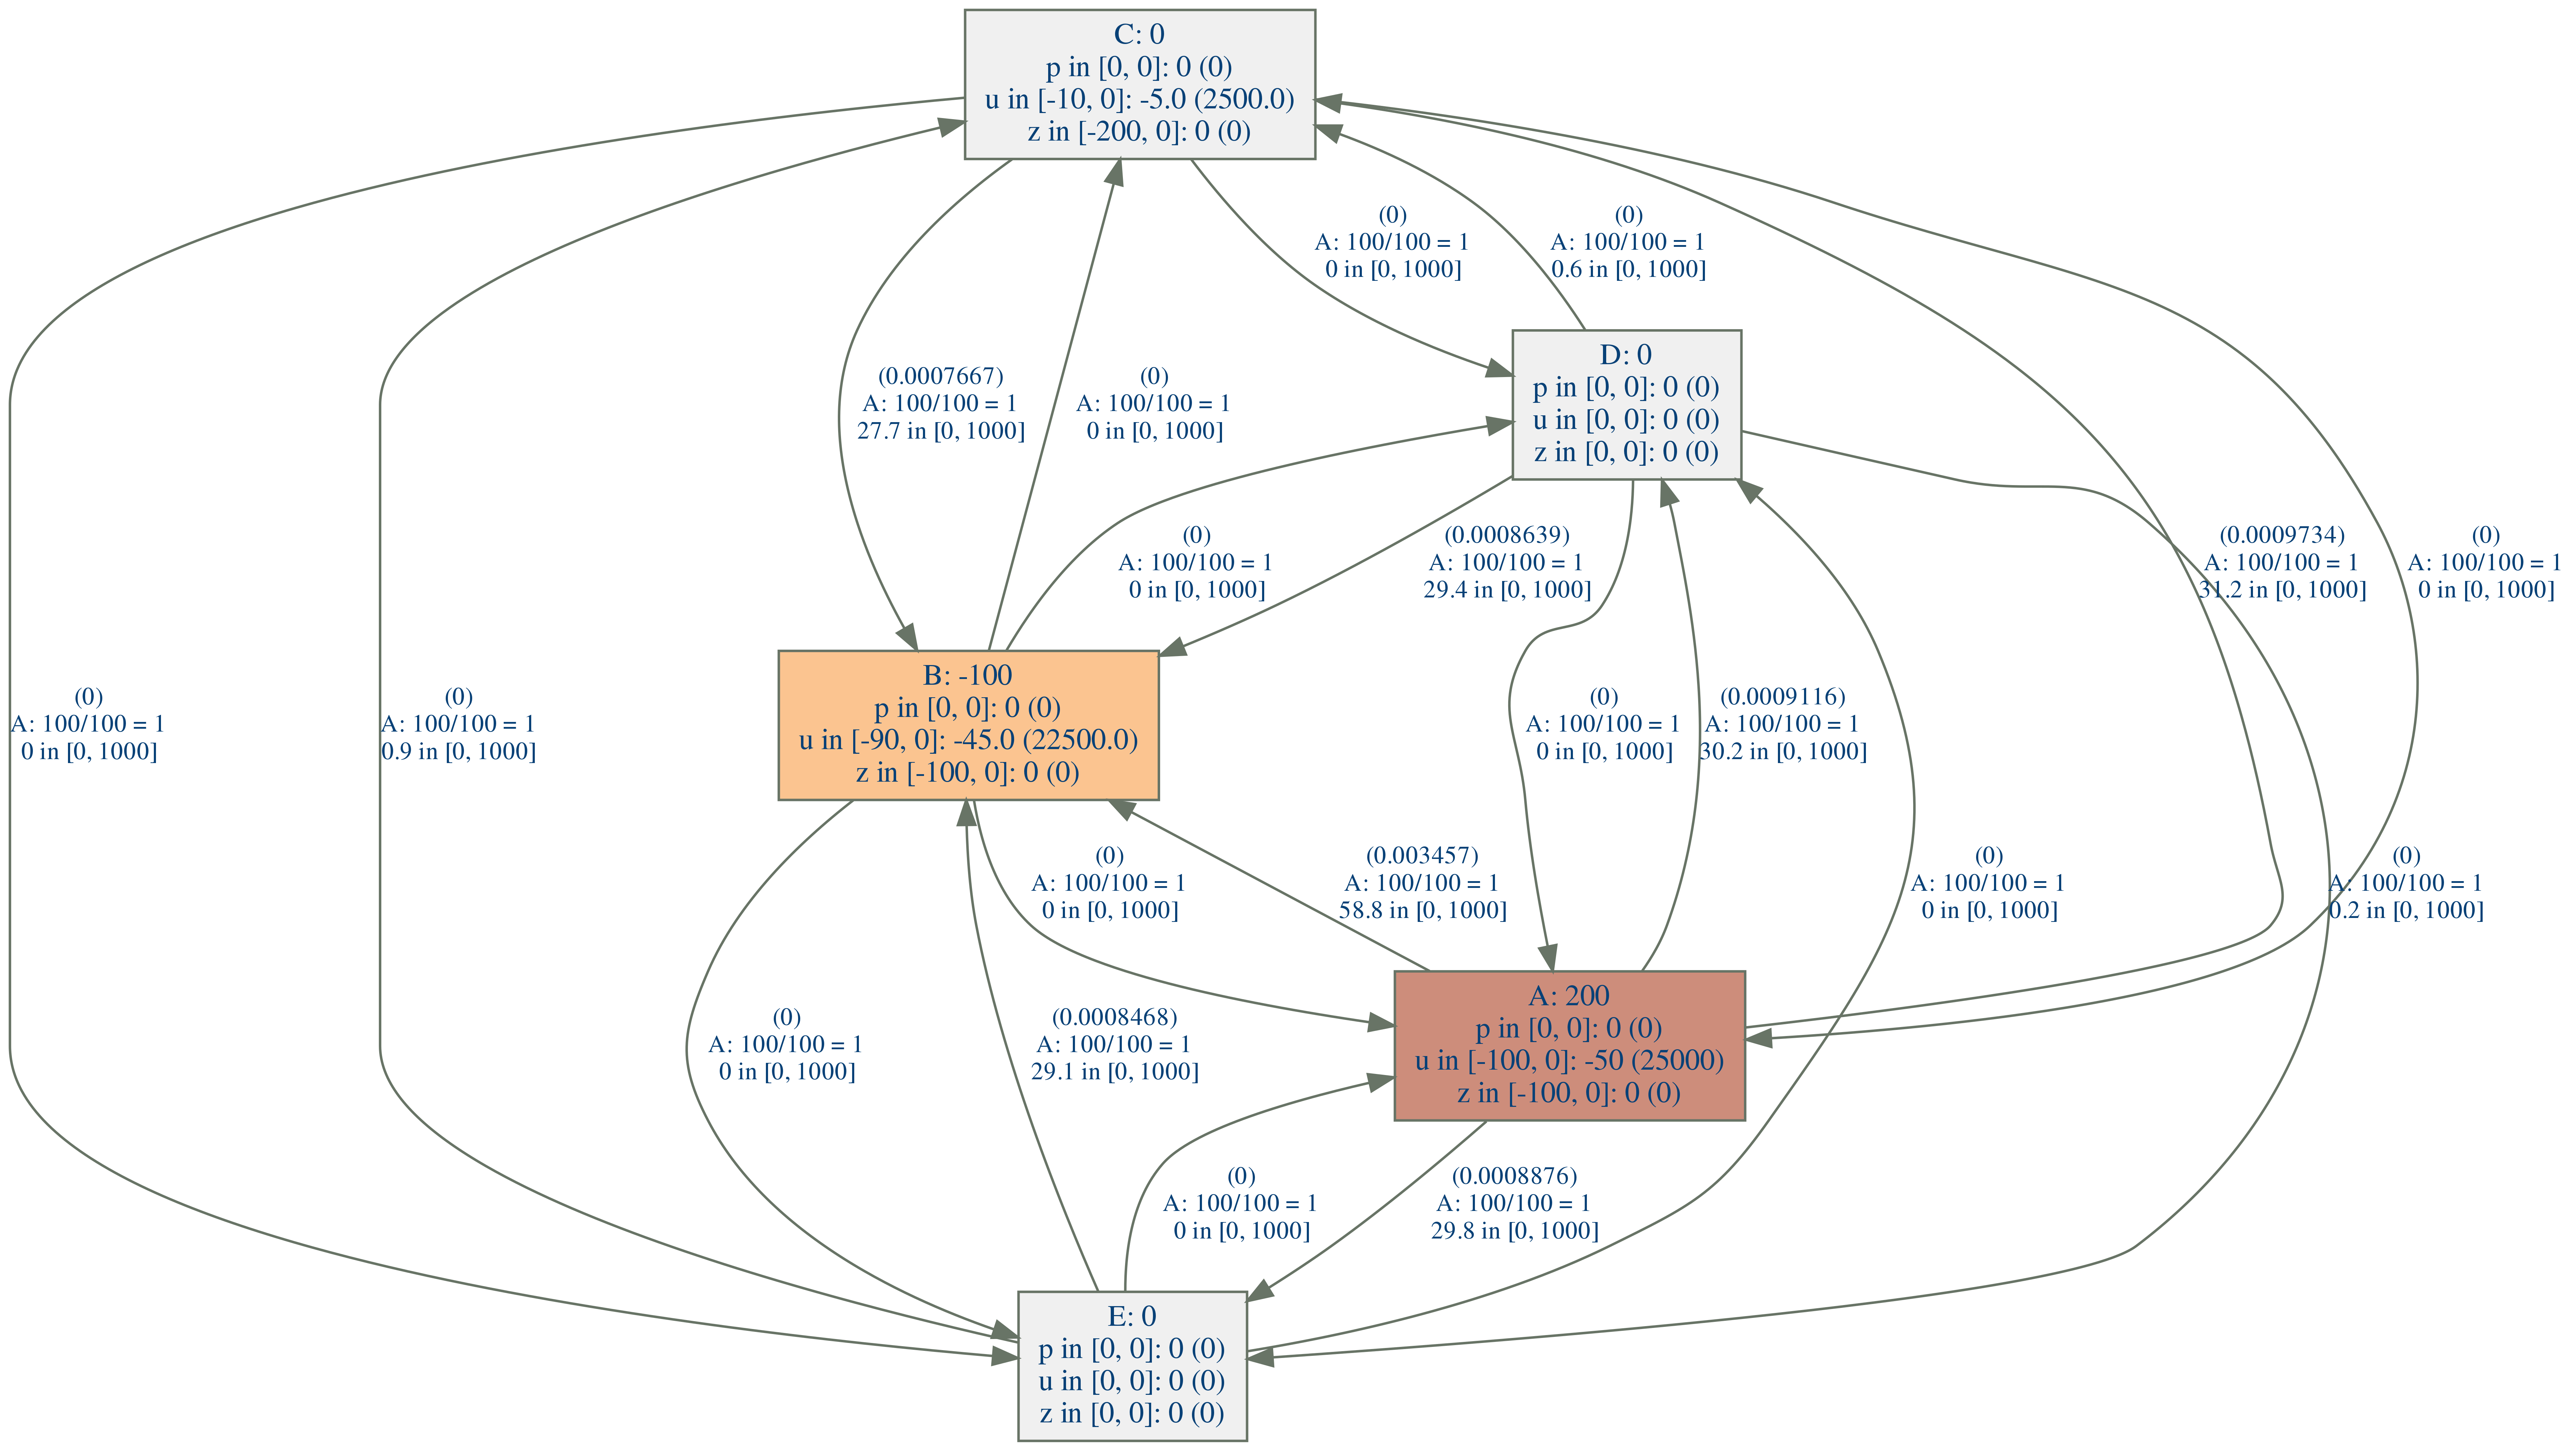 C: 0
p in [0, 0]: 0 (0)
u in [-10, 0]: -5.0 (2500.0)
z in [-200, 0]: 0 (0)
(0)
A: 100/100 = 1
0 in [0, 1000]
(0)
A: 100/100 = 1
0.6 in [0, 1000]
D: 0
p in [0, 0]: 0 (0)
u in [0, 0]: 0 (0)
z in [0, 0]: 0 (0)
(0.0007667)
A: 100/100 = 1
27.7 in [0, 1000]
(0)
A: 100/100 = 1
0 in [0, 1000]
(0)
A: 100/100 = 1
0 in [0, 1000]
(0.0008639)
A: 100/100 = 1
29.4 in [0, 1000]
(0.0009734)
A: 100/100 = 1
31.2 in [0, 1000]
(0)
A: 100/100 = 1
0 in [0, 1000]
(0)
A: 100/100 = 1
0 in [0, 1000]
(0)
A: 100/100 = 1
0.9 in [0, 1000]
B: -100
p in [0, 0]: 0 (0)
u in [-90, 0]: -45.0 (22500.0)
z in [-100, 0]: 0 (0)
(0)
A: 100/100 = 1
0 in [0, 1000]
(0.0009116)
A: 100/100 = 1
30.2 in [0, 1000]
(0)
A: 100/100 = 1
0 in [0, 1000]
(0.003457)
A: 100/100 = 1
58.8 in [0, 1000]
(0)
A: 100/100 = 1
0 in [0, 1000]
(0)
A: 100/100 = 1
0.2 in [0, 1000]
A: 200
p in [0, 0]: 0 (0)
u in [-100, 0]: -50 (25000)
z in [-100, 0]: 0 (0)
(0)
A: 100/100 = 1
0 in [0, 1000]
(0.0008468)
A: 100/100 = 1
29.1 in [0, 1000]
(0)
A: 100/100 = 1
0 in [0, 1000]
(0.0008876)
A: 100/100 = 1
29.8 in [0, 1000]
E: 0
p in [0, 0]: 0 (0)
u in [0, 0]: 0 (0)
z in [0, 0]: 0 (0)